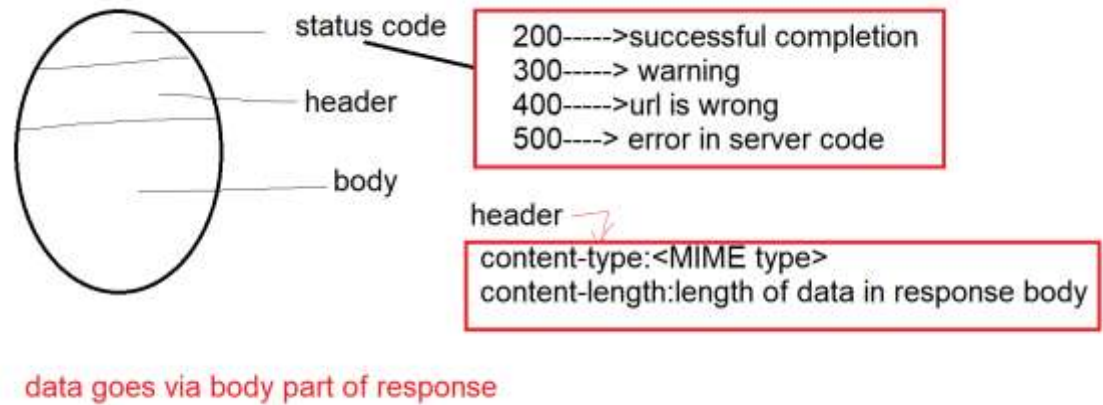 status code
200----->successful completion
300-----> warning
400----->url is wrong
500----> error in server code
header
body
header
content-type:<MIME type>
content-length:length of data in response body
data goes via body part of response